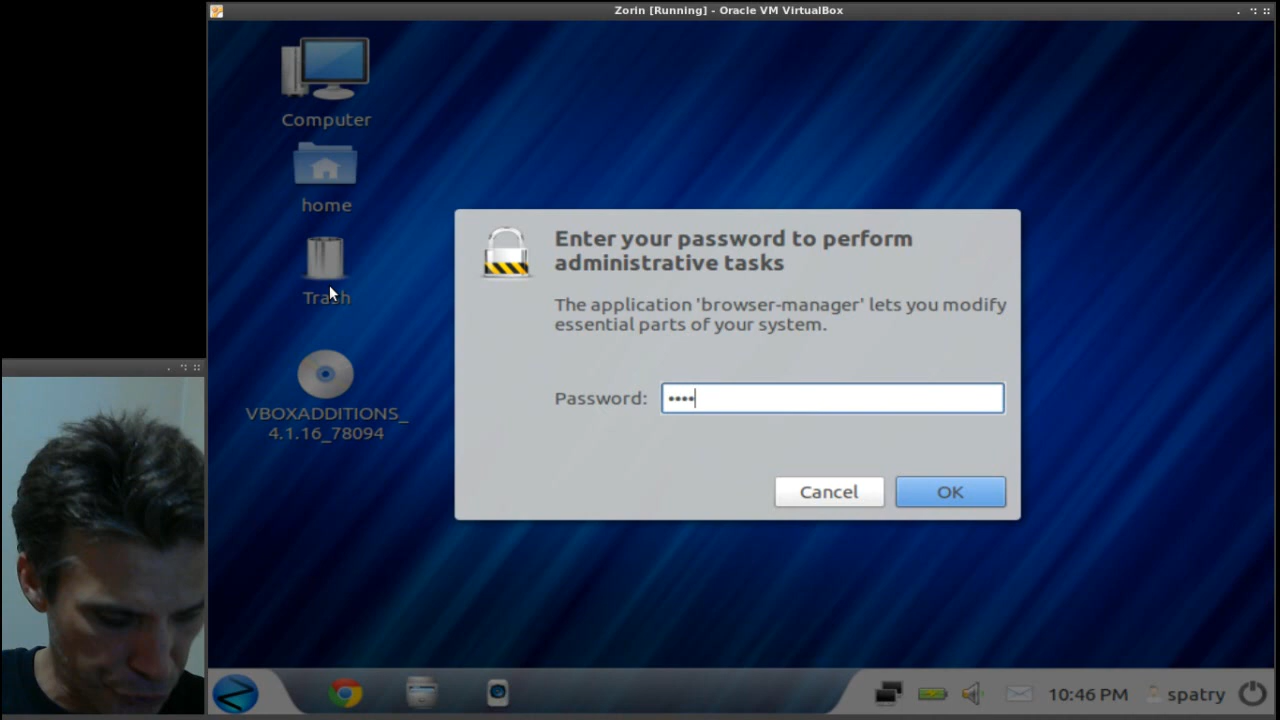 Zorin [Running] - Oracle VM VirtualBox
Computer
home
Trash
VBOXADDITIONS_
4.1.16_78094
Enter your password to perform
administrative tasks
The application 'browser-manager' lets you modify
essential parts of your system.
Password: ••••
Cancel
OK
10:46 PM
spatry